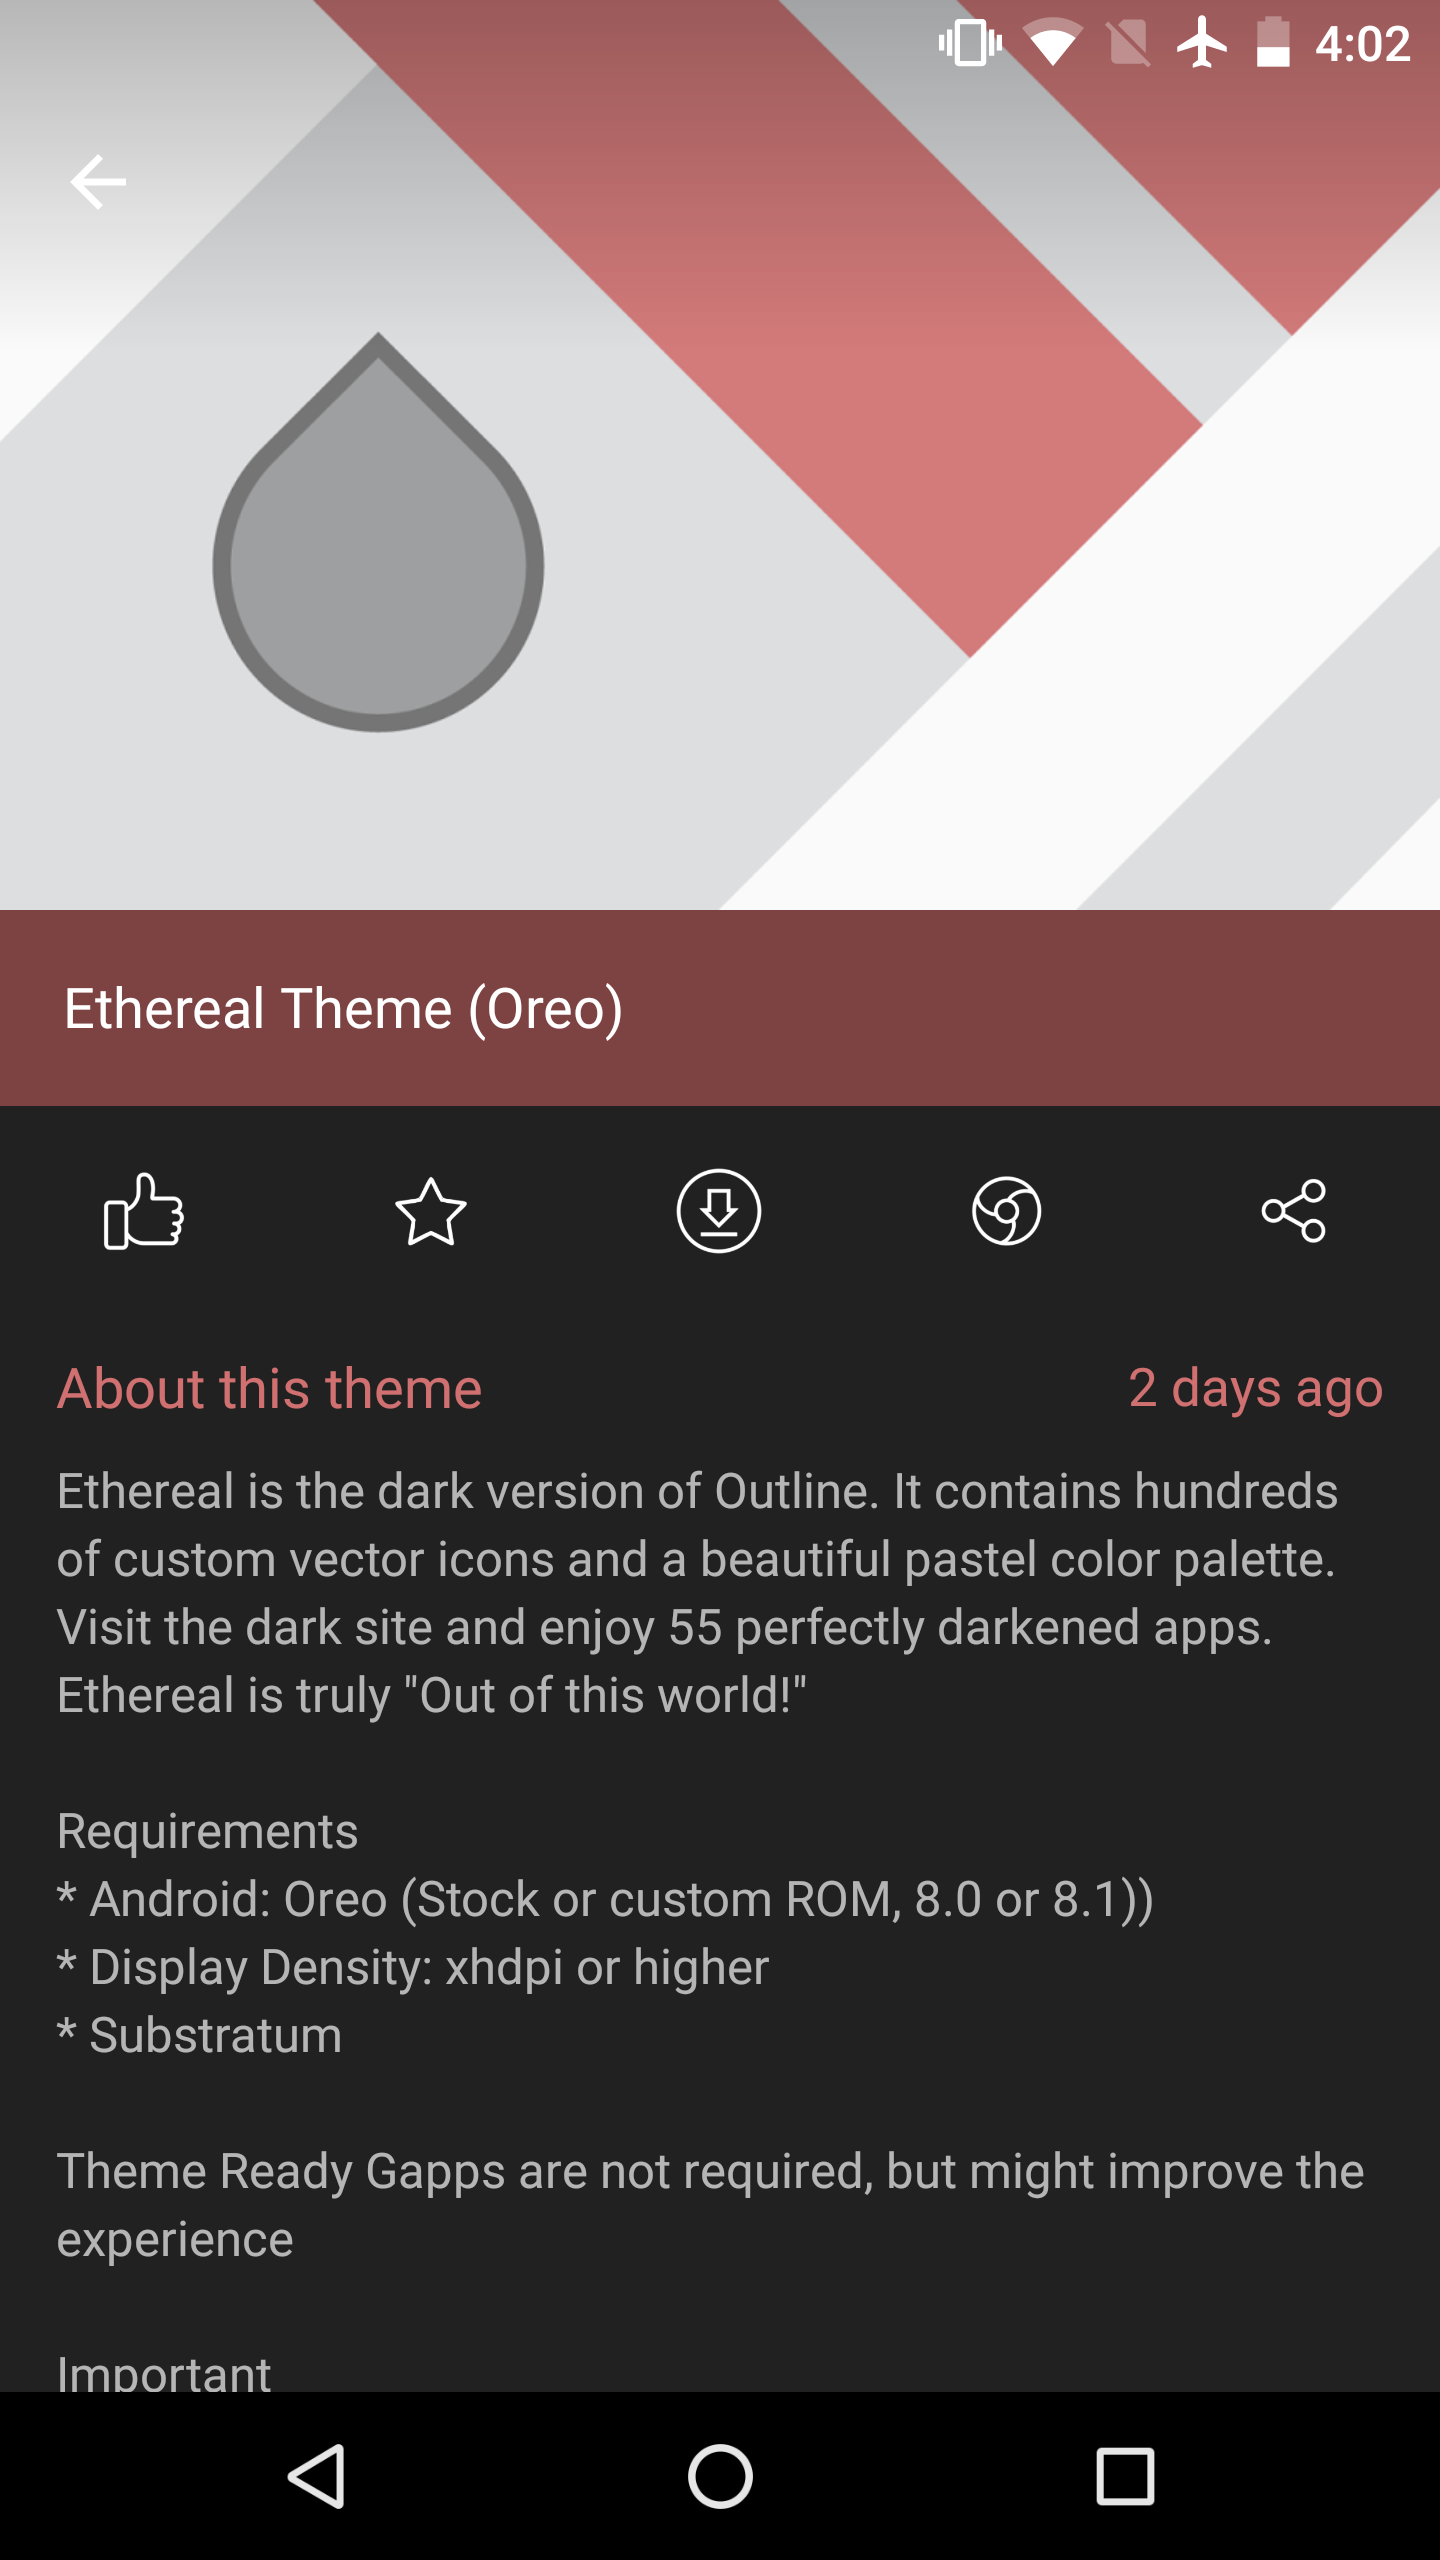 4:02
Ethereal Theme (Oreo)
About this theme
2 days ago
Ethereal is the dark version of Outline. It contains hundreds
of custom vector icons and a beautiful pastel color palette.
Visit the dark site and enjoy 55 perfectly darkened apps.
Ethereal is truly "Out of this world!"
Requirements
* Android: Oreo (Stock or custom ROM, 8.0 or 8.1))
* Display Density: xhdpi or higher
* Substratum
Theme Ready Gapps are not required, but might improve the
experience
Important